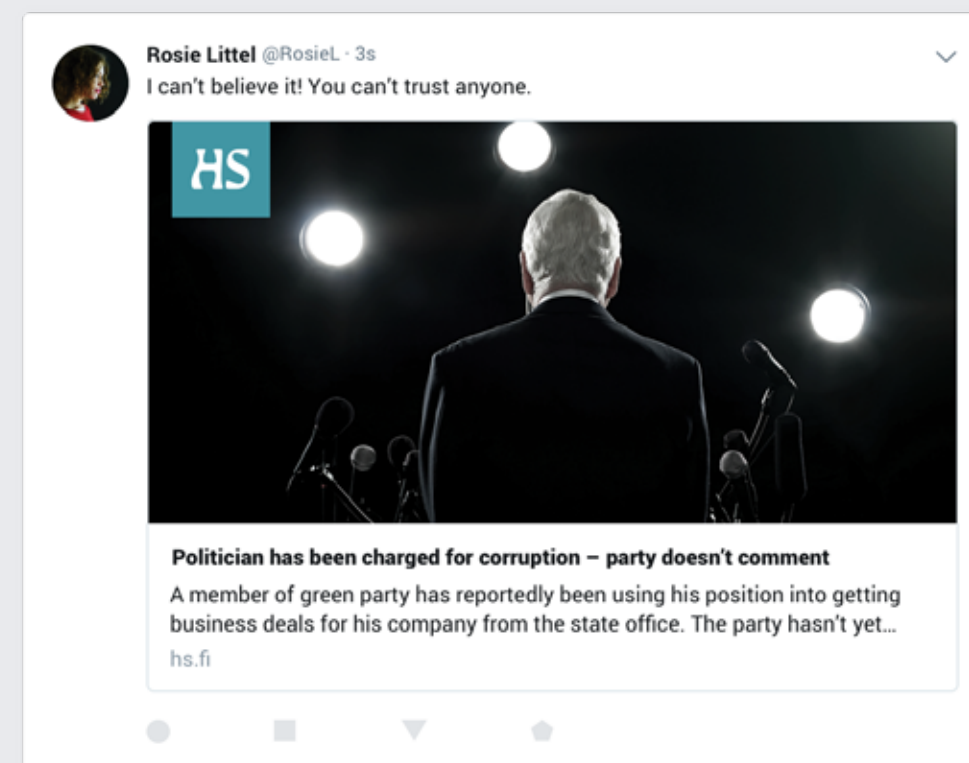 Rosie Littel @RosieL · 3s
I can't believe it! You can't trust anyone.
HS
Politician has been charged for corruption – party doesn't comment
A member of green party has reportedly been using his position into getting
business deals for his company from the state office. The party hasn't yet...
hs.fi